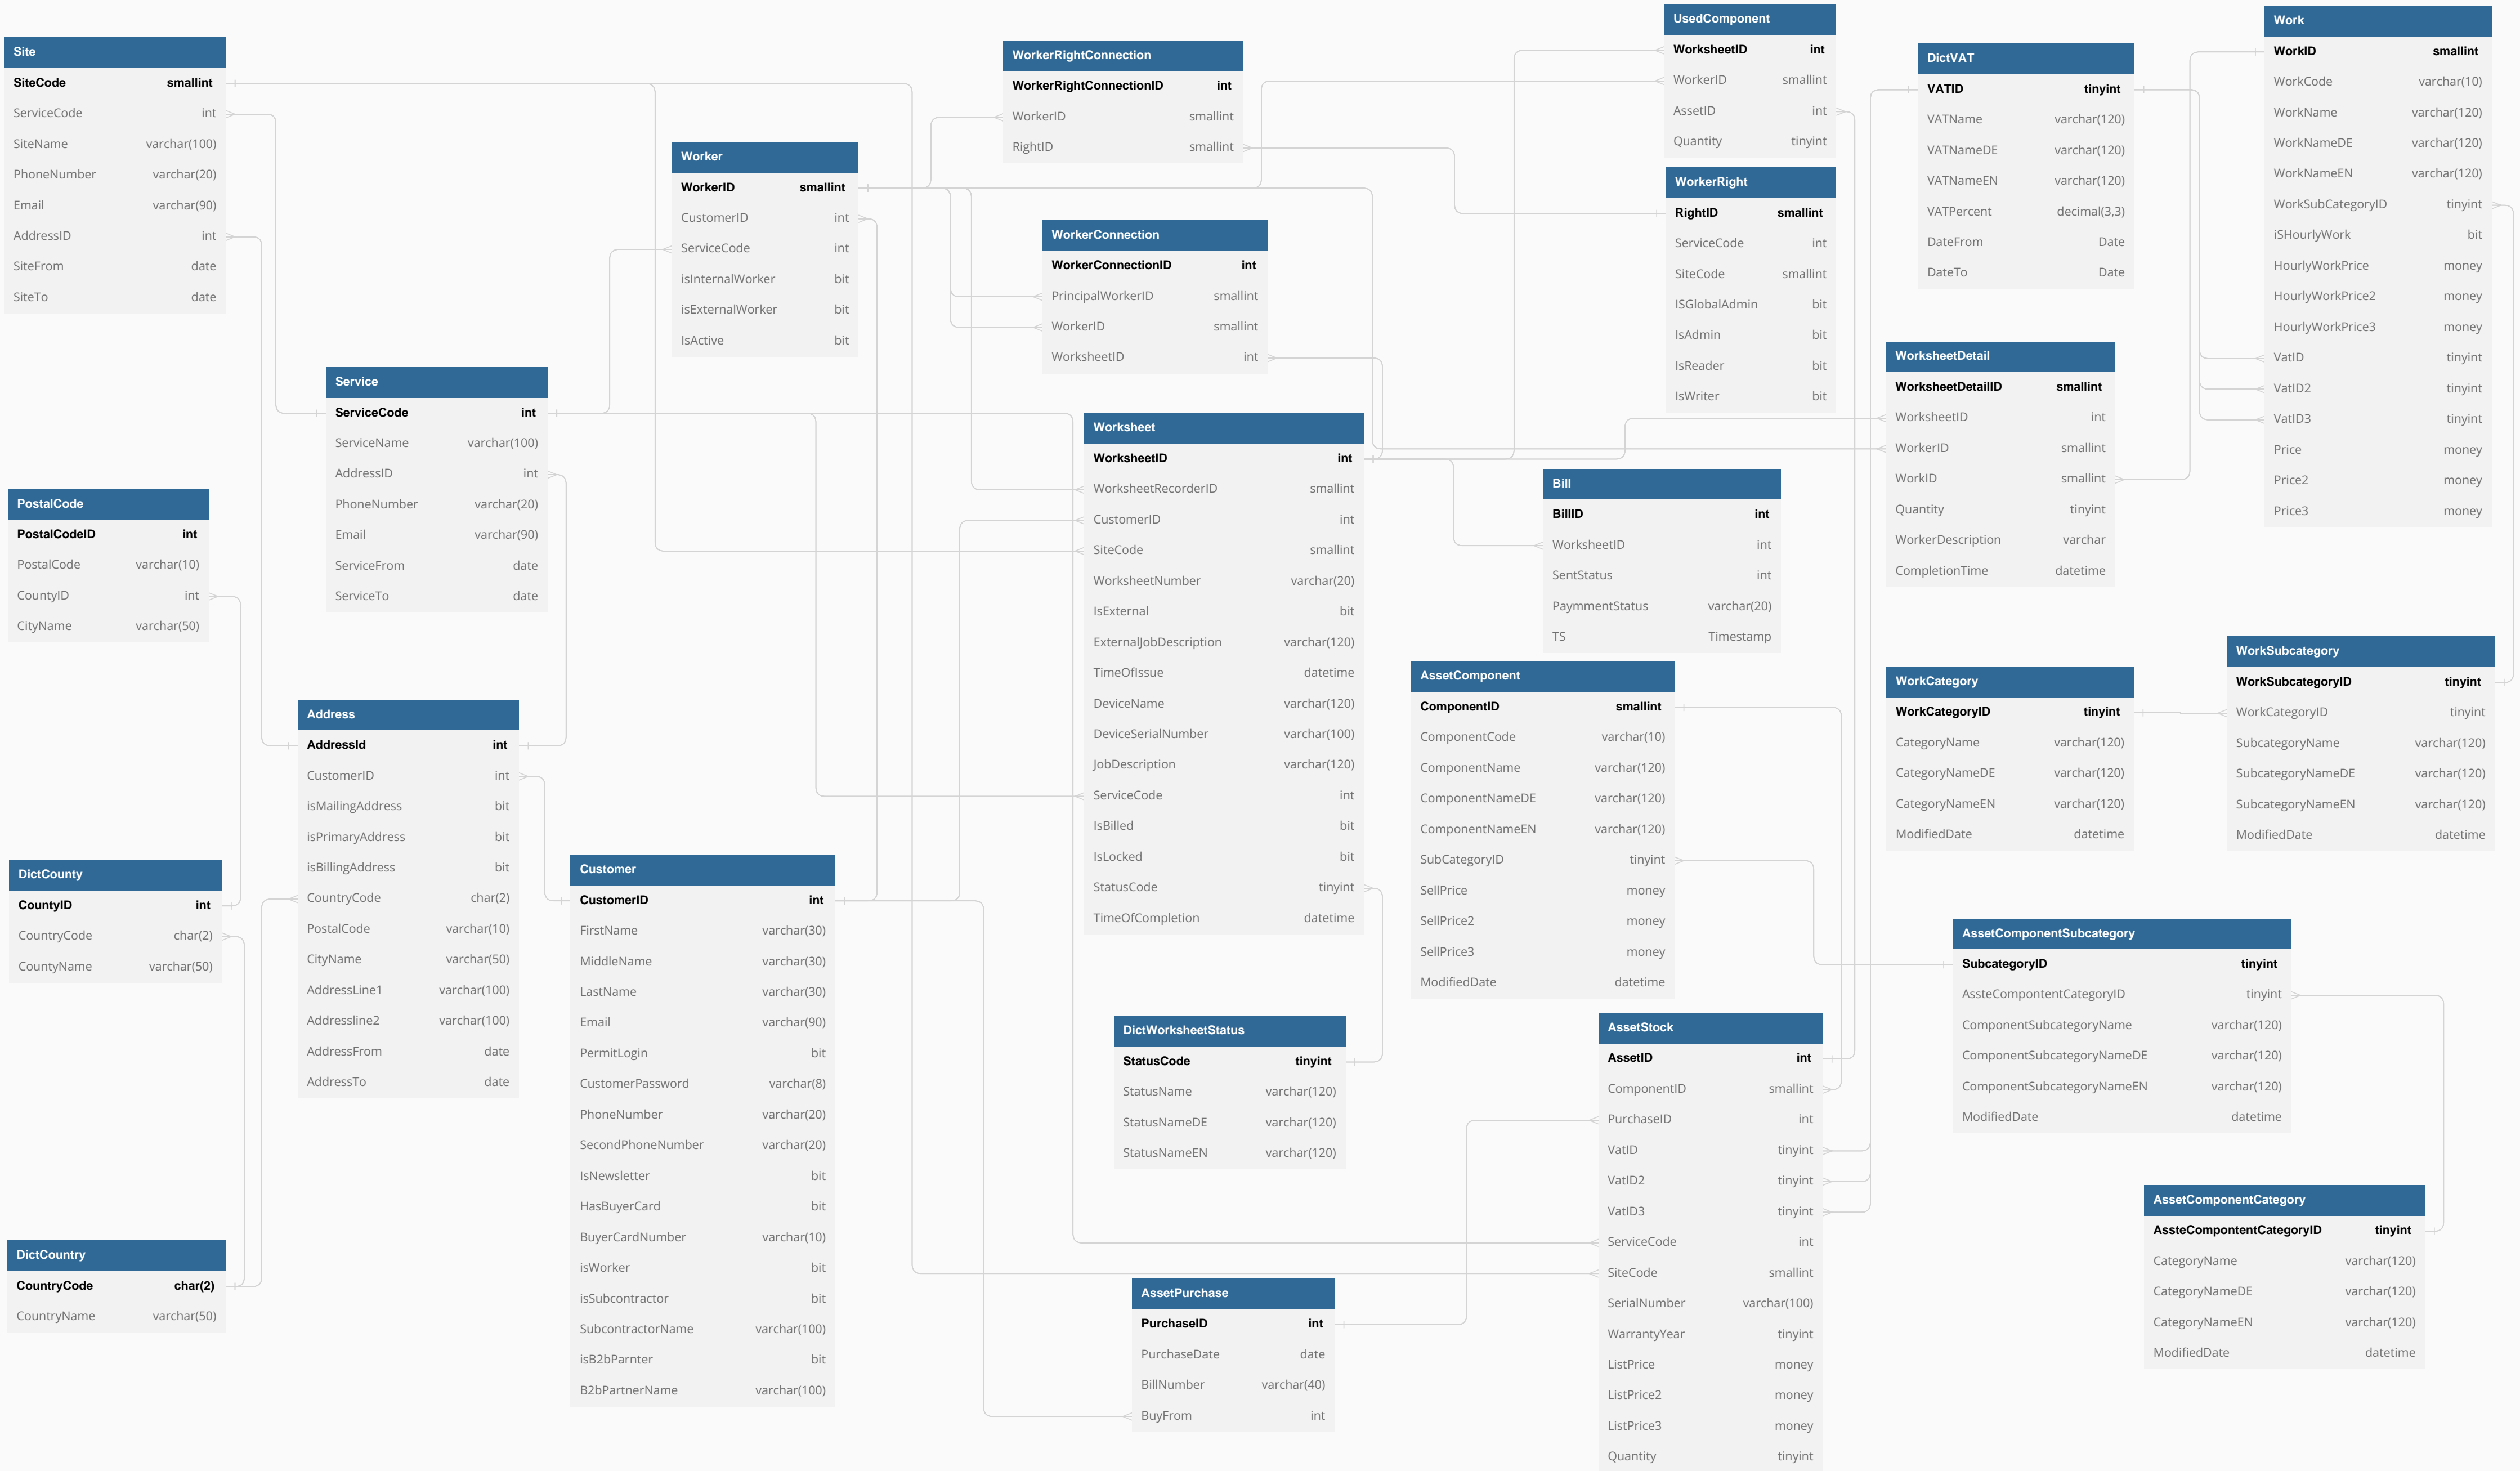 Site
SiteCode smallint
ServiceCode int
SiteName varchar(100)
PhoneNumber varchar(20)
Email varchar(90)
AddressID int
SiteFrom date
SiteTo date
Service
ServiceCode int
ServiceName varchar(100)
AddressID int
PhoneNumber varchar(20)
Email varchar(90)
ServiceFrom date
ServiceTo date
PostalCode
PostalCodeID int
PostalCode varchar(10)
CountyID int
CityName varchar(50)
Address
AddressId int
CustomerID int
isMailingAddress bit
isPrimaryAddress bit
isBillingAddress bit
CountryCode char(2)
PostalCode varchar(10)
CityName varchar(50)
AddressLine1 varchar(100)
Addressline2 varchar(100)
AddressFrom date
AddressTo date
DictCounty
CountyID int
CountryCode char(2)
CountyName varchar(50)
DictCountry
CountryCode char(2)
CountryName varchar(50)
Worker
WorkerID smallint
CustomerID int
ServiceCode int
isInternalWorker bit
isExternalWorker bit
IsActive bit
Customer
CustomerID int
FirstName varchar(30)
MiddleName varchar(30)
LastName varchar(30)
Email varchar(90)
PermitLogin bit
CustomerPassword varchar(8)
PhoneNumber varchar(20)
SecondPhoneNumber varchar(20)
IsNewsletter bit
HasBuyerCard bit
BuyerCardNumber varchar(10)
isWorker bit
isSubcontractor bit
SubcontractorName varchar(100)
isB2bParnter bit
B2bPartnerName varchar(100)
WorkerRightConnection
WorkerRightConnectionID int
WorkerID smallint
RightID smallint
WorkerConnection
WorkerConnectionID int
PrincipalWorkerID smallint
WorkerID smallint
WorksheetID int
Worksheet
WorksheetID int
WorksheetRecorderID smallint
CustomerID int
SiteCode smallint
WorksheetNumber varchar(20)
IsExternal bit
ExternalJobDescription varchar(120)
TimeOfIssue datetime
DeviceName varchar(120)
DeviceSerialNumber varchar(100)
JobDescription varchar(120)
ServiceCode int
IsBilled bit
IsLocked bit
StatusCode tinyint
TimeOfCompletion datetime
DictWorksheetStatus
StatusCode tinyint
StatusName varchar(120)
StatusNameDE varchar(120)
StatusNameEN varchar(120)
AssetPurchase
PurchaseID int
PurchaseDate date
BillNumber varchar(40)
BuyFrom int
UsedComponent
WorksheetID int
WorkerID smallint
AssetID int
Quantity tinyint
WorkerRight
RightID smallint
ServiceCode int
SiteCode smallint
ISGlobalAdmin bit
IsAdmin bit
IsReader bit
IsWriter bit
Bill
BillID int
WorksheetID int
SentStatus int
PaymmentStatus varchar(20)
TS Timestamp
AssetComponent
ComponentID smallint
ComponentCode varchar(10)
ComponentName varchar(120)
ComponentNameDE varchar(120)
ComponentNameEN varchar(120)
SubCategoryID tinyint
SellPrice money
SellPrice2 money
SellPrice3 money
ModifiedDate datetime
AssetStock
AssetID int
ComponentID smallint
PurchaseID int
VatID tinyint
VatID2 tinyint
VatID3 tinyint
ServiceCode int
SiteCode smallint
SerialNumber varchar(100)
WarrantyYear tinyint
ListPrice money
ListPrice2 money
ListPrice3 money
Quantity tinyint
DictVAT
VATID tinyint
VATName varchar(120)
VATNameDE varchar(120)
VATNameEN varchar(120)
VATPercent decimal(3,3)
DateFrom Date
DateTo Date
WorksheetDetail
WorksheetDetailID smallint
WorksheetID int
WorkerID smallint
WorkID smallint
Quantity tinyint
WorkerDescription varchar
CompletionTime datetime
WorkCategory
WorkCategoryID tinyint
CategoryName varchar(120)
CategoryNameDE varchar(120)
CategoryNameEN varchar(120)
ModifiedDate datetime
Work
WorkID smallint
WorkCode varchar(10)
WorkName varchar(120)
WorkNameDE varchar(120)
WorkNameEN varchar(120)
WorkSubCategoryID tinyint
iSHourlyWork bit
HourlyWorkPrice money
HourlyWorkPrice2 money
HourlyWorkPrice3 money
VatID tinyint
VatID2 tinyint
VatID3 tinyint
Price money
Price2 money
Price3 money
WorkSubcategory
WorkSubcategoryID tinyint
WorkCategoryID tinyint
SubcategoryName varchar(120)
SubcategoryNameDE varchar(120)
SubcategoryNameEN varchar(120)
ModifiedDate datetime
AssetComponentSubcategory
SubcategoryID tinyint
AssteCompontentCategoryID tinyint
ComponentSubcategoryName varchar(120)
ComponentSubcategoryNameDE varchar(120)
ComponentSubcategoryNameEN varchar(120)
ModifiedDate datetime
AssetComponentCategory
AssteCompontentCategoryID tinyint
CategoryName varchar(120)
CategoryNameDE varchar(120)
CategoryNameEN varchar(120)
ModifiedDate datetime